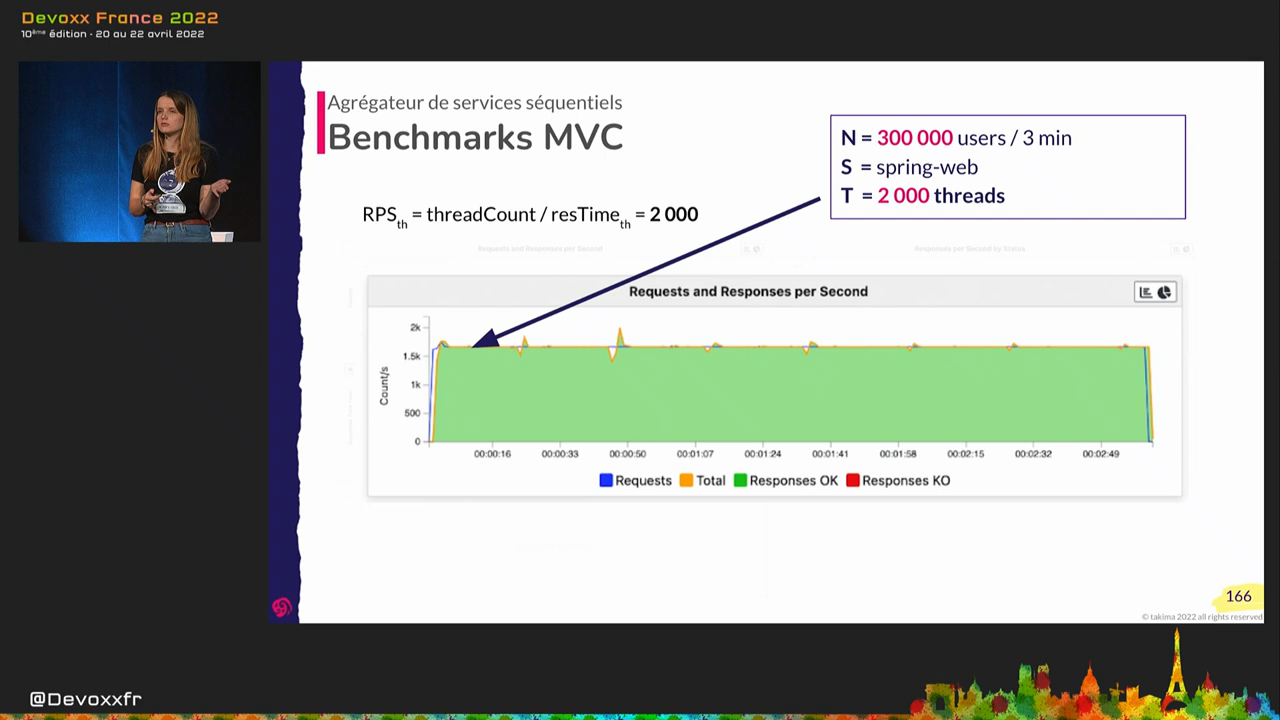 Devoxx France 2022
10ème édition - 20 au 22 avril 2022
Agrégateur de services séquentiels
Benchmarks MVC
N = 300 000 users / 3 min
S = spring-web
T = 2 000 threads
RPSth = threadCount / resTimeth = 2 000
Requests and Responses per Second
Responses per Second by Status
Requests and Responses per Second
Count/s
2k
1.5k
1k
500
0
00:00:16
00:00:33
00:00:50
00:01:07
00:01:24
00:01:41
00:01:58
00:02:15
00:02:32
00:02:49
Requests
Total
Responses OK
Responses KO
166
© takima 2022 all rights reserved
@Devoxxfr